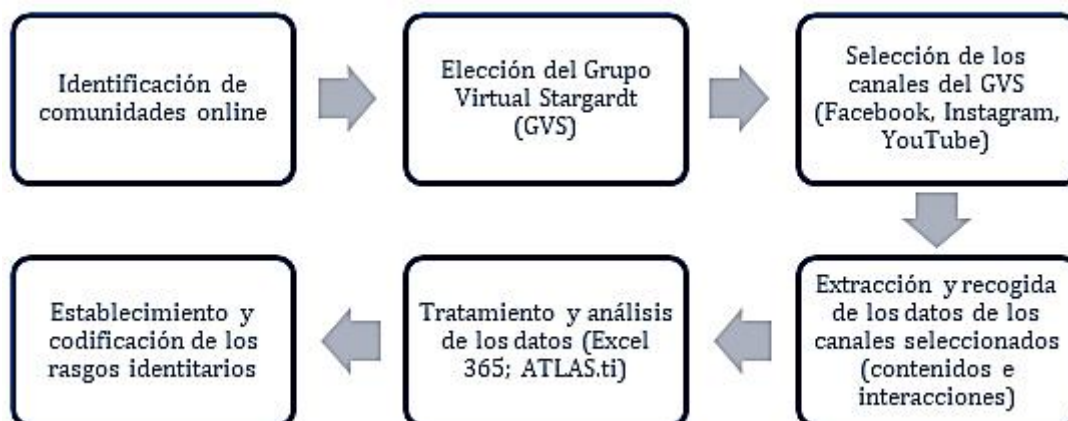 Identificación de
comunidades online
Elección del Grupo
Virtual Stargardt
(GVS)
Selección de los
canales del GVS
(Facebook, Instagram,
YouTube)
Extracción y recogida
de los datos de los
canales seleccionados
(contenidos e
interacciones)
Tratamiento y análisis
de los datos (Excel
365; ATLAS.ti)
Establecimiento y
codificación de los
rasgos identitarios